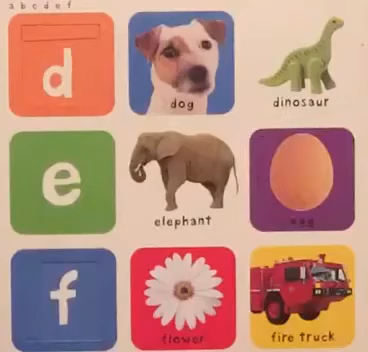 a b c d e f
d
dog
dinosaur
e
elephant
egg
f
flower
fire truck